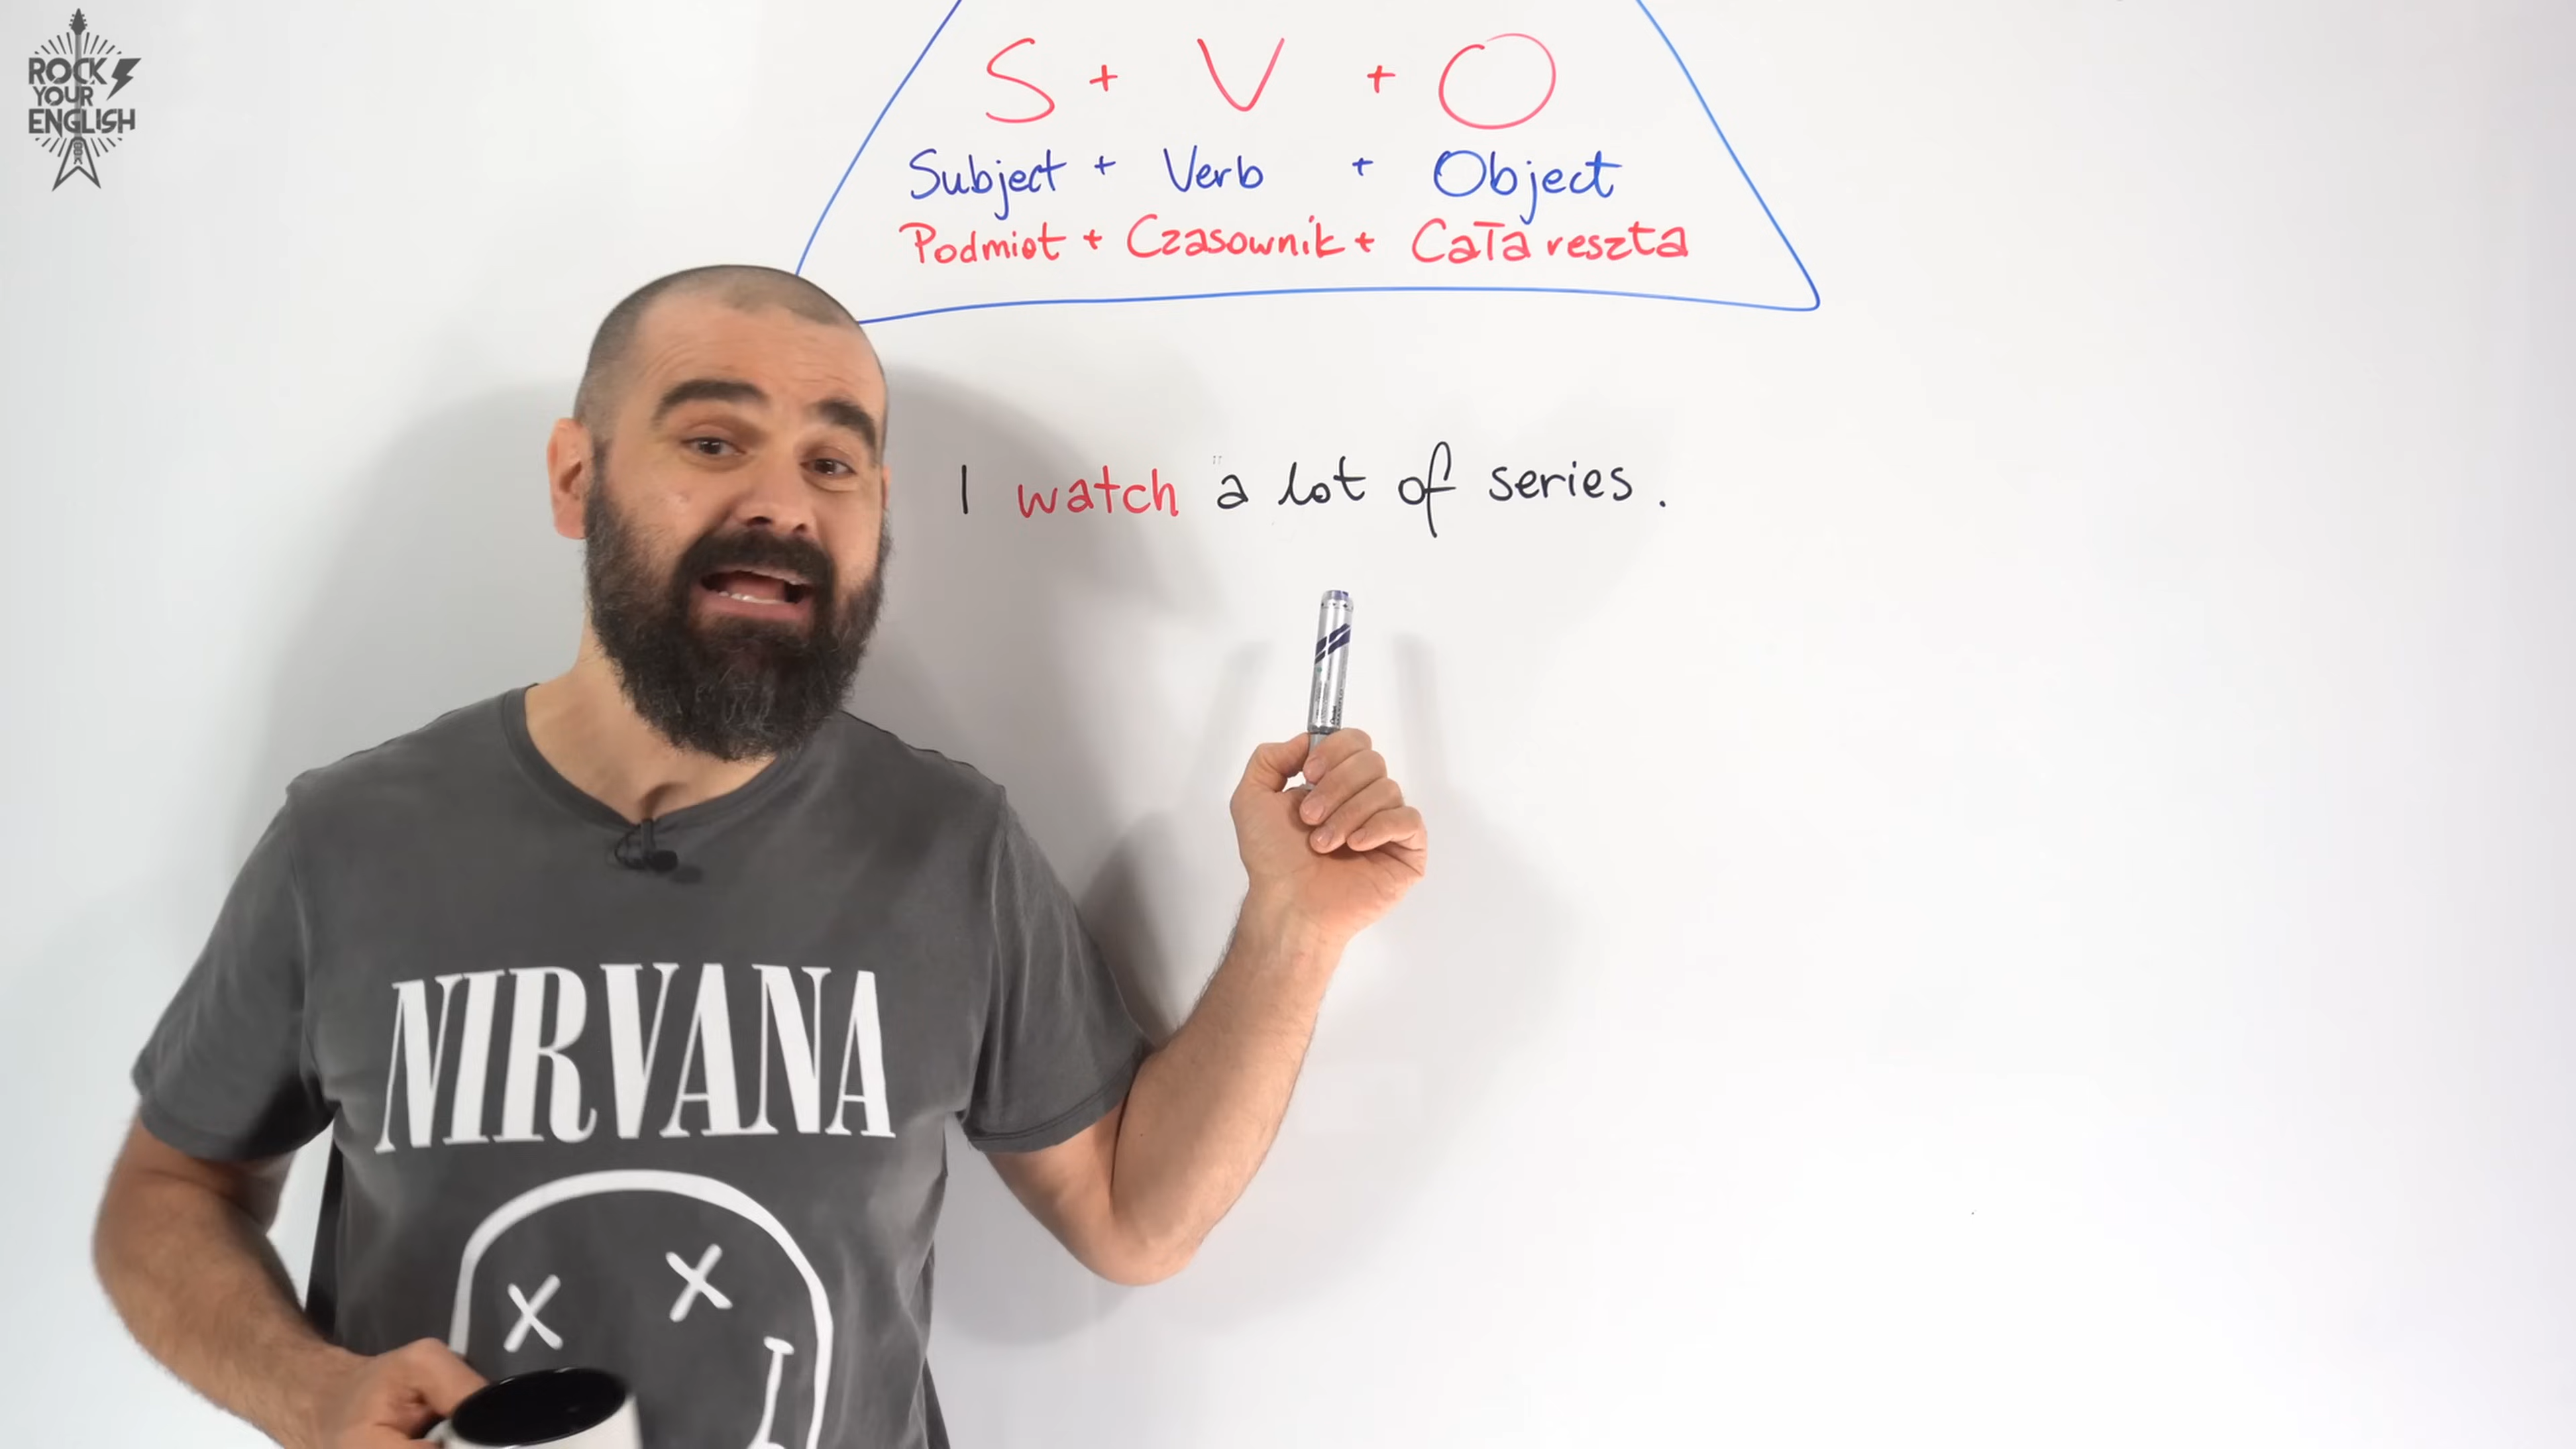 ROCK
YOUR
ENGLISH
S + V + O
Subject + Verb + Object
Podmiot + Czasownik + Cała reszta
I watch a lot of series.
NIRVANA